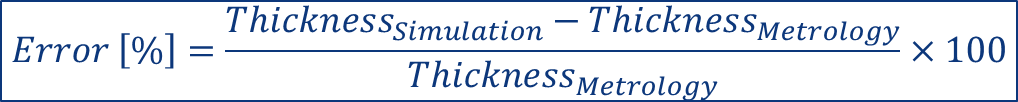 Error [%] = (Thickness_Simulation − Thickness_Metrology) / Thickness_Metrology × 100